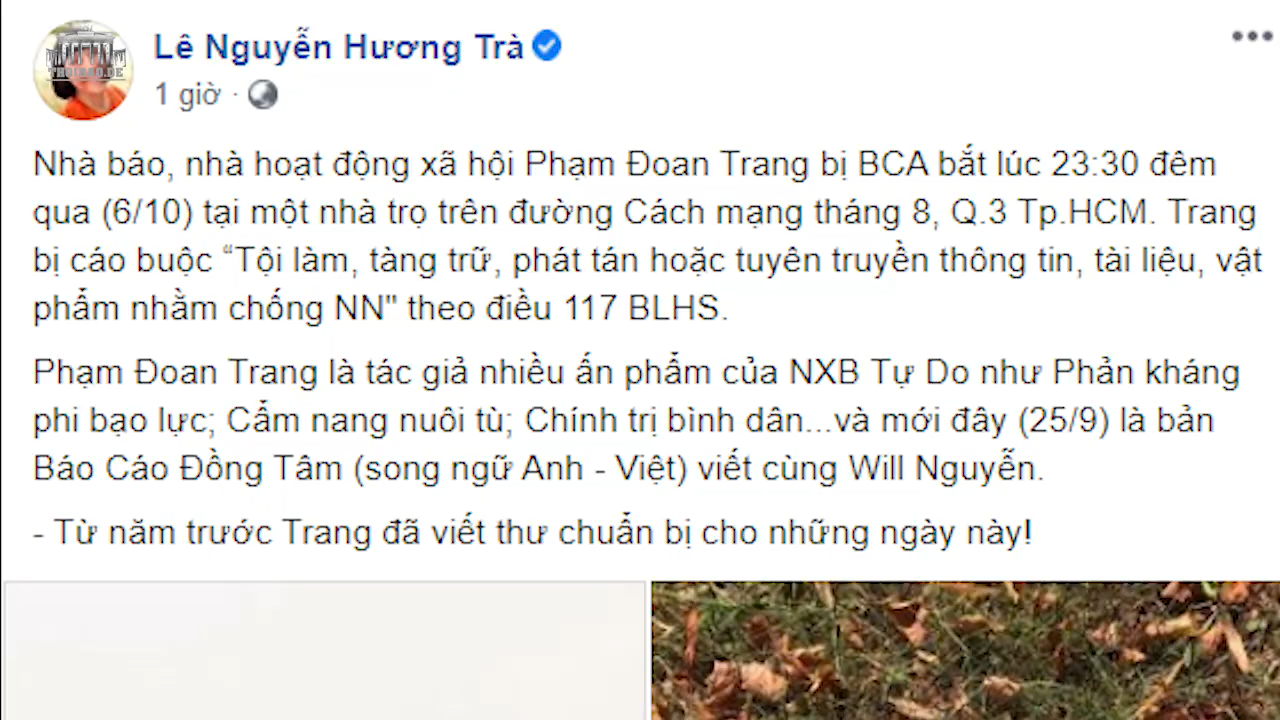 Lê Nguyễn Hương Trà
1 giờ ·
Nhà báo, nhà hoạt động xã hội Phạm Đoan Trang bị BCA bắt lúc 23:30 đêm
qua (6/10) tại một nhà trọ trên đường Cách mạng tháng 8, Q.3 Tp.HCM. Trang
bị cáo buộc “Tội làm, tàng trữ, phát tán hoặc tuyên truyền thông tin, tài liệu, vật
phẩm nhằm chống NN" theo điều 117 BLHS.
Phạm Đoan Trang là tác giả nhiều ấn phẩm của NXB Tự Do như Phản kháng
phi bạo lực; Cẩm nang nuôi tù; Chính trị bình dân...và mới đây (25/9) là bản
Báo Cáo Đồng Tâm (song ngữ Anh - Việt) viết cùng Will Nguyễn.
- Từ năm trước Trang đã viết thư chuẩn bị cho những ngày này!